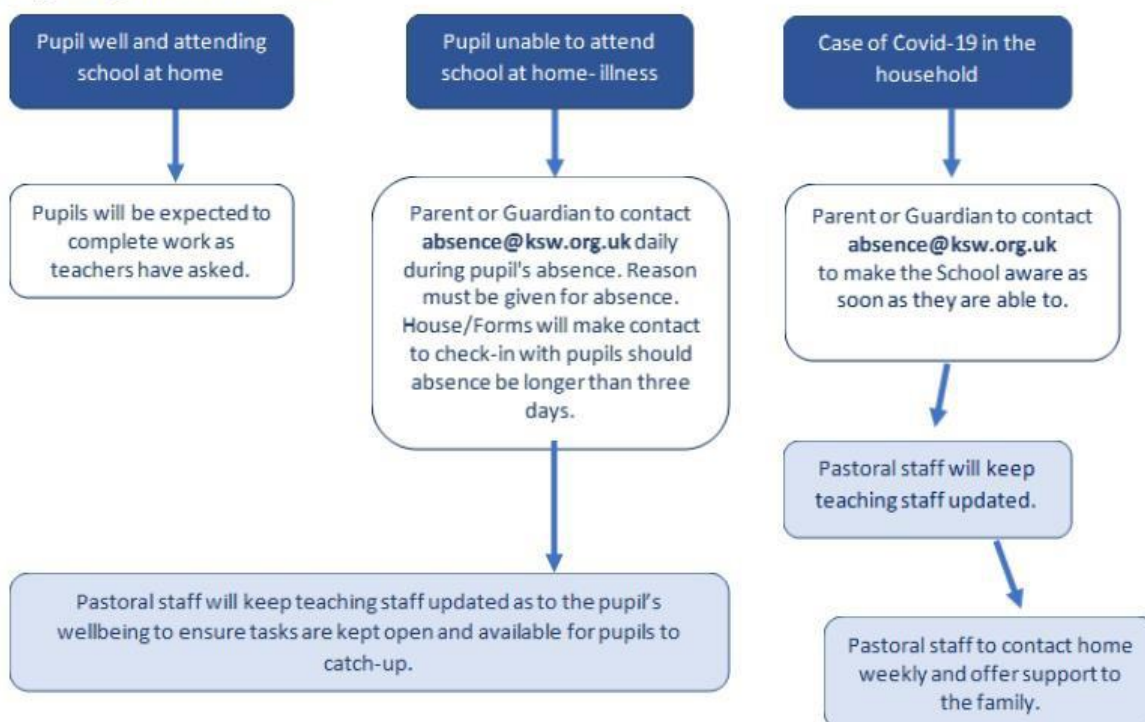 Pupil well and attending
school at home
Pupils will be expected to
complete work as
teachers have asked.
Pupil unable to attend
school at home- illness
Parent or Guardian to contact
absence@ksw.org.uk daily
during pupil's absence. Reason
must be given for absence.
House/Forms will make contact
to check-in with pupils should
absence be longer than three
days.
Pastoral staff will keep teaching staff updated as to the pupil's
wellbeing to ensure tasks are kept open and available for pupils to
catch-up.
Case of Covid-19 in the
household
Parent or Guardian to contact
absence@ksw.org.uk
to make the School aware as
soon as they are able to.
Pastoral staff will keep
teaching staff updated.
Pastoral staff to contact home
weekly and offer support to
the family.